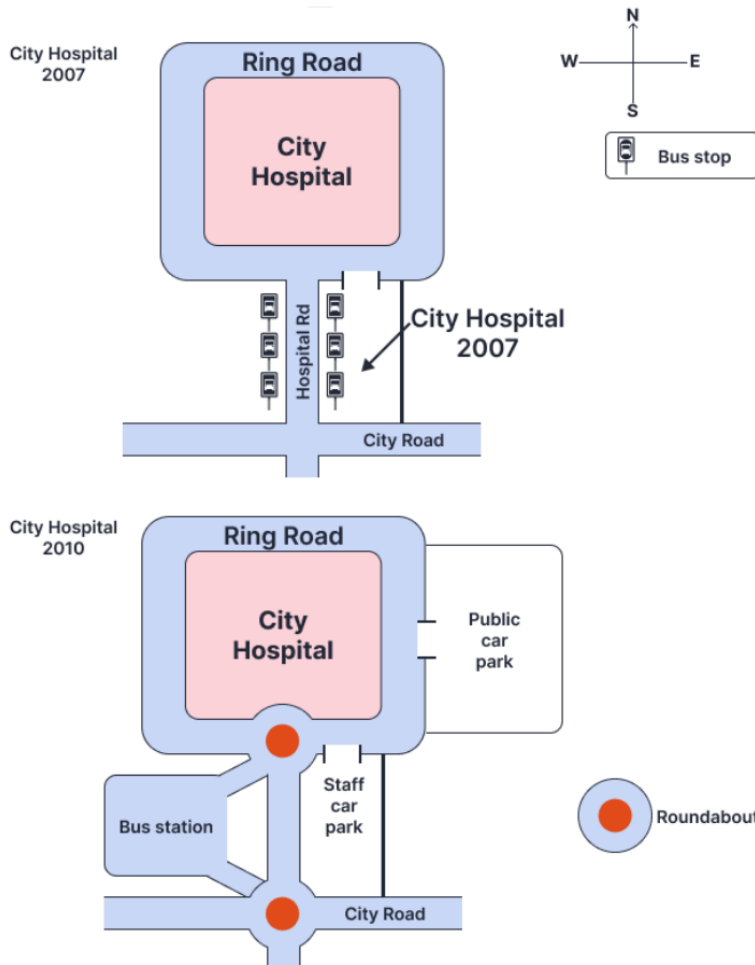 City Hospital
2007
Ring Road
City
Hospital
N
W
E
S
Bus stop
Hospital Rd
City Hospital
2007
City Road
City Hospital
2010
Ring Road
City
Hospital
Public
car
park
Bus station
Staff
car
park
Roundabout
City Road